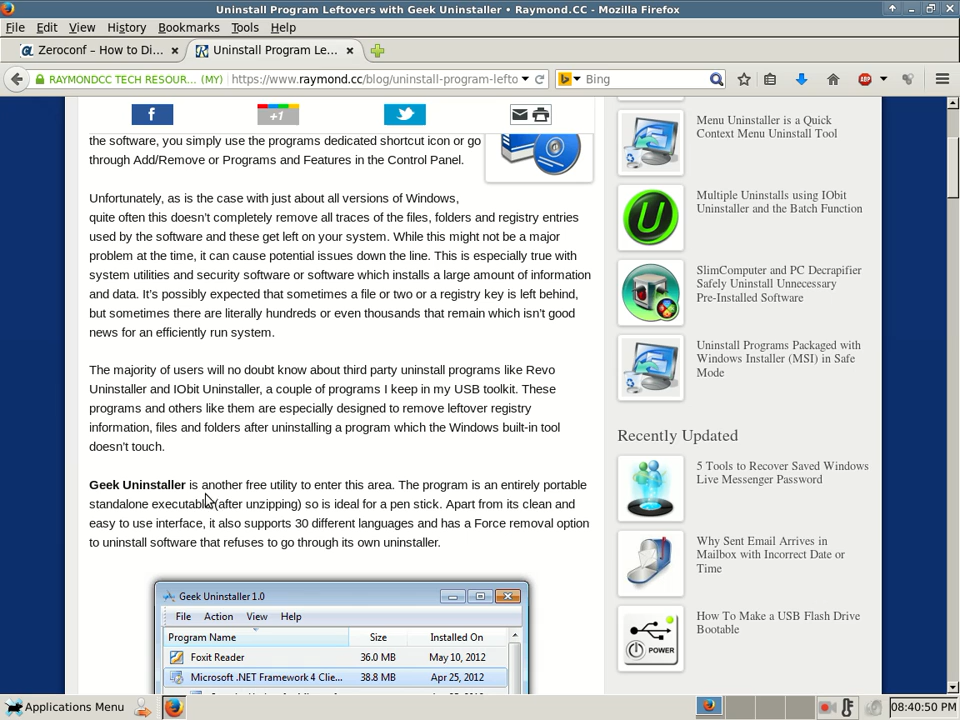 Uninstall Program Leftovers with Geek Uninstaller • Raymond.CC - Mozilla Firefox
File Edit View History Bookmarks Tools Help
Zeroconf – How to Di...
Uninstall Program Le...
RAYMONDCC TECH RESOUR... (MY)
https://www.raymond.cc/blog/uninstall-program-lefto
Bing
ABP
f
+1
the software, you simply use the programs dedicated shortcut icon or go
through Add/Remove or Programs and Features in the Control Panel.
Unfortunately, as is the case with just about all versions of Windows,
quite often this doesn't completely remove all traces of the files, folders and registry entries
used by the software and these get left on your system. While this might not be a major
problem at the time, it can cause potential issues down the line. This is especially true with
system utilities and security software or software which installs a large amount of information
and data. It's possibly expected that sometimes a file or two or a registry key is left behind,
but sometimes there are literally hundreds or even thousands that remain which isn't good
news for an efficiently run system.
The majority of users will no doubt know about third party uninstall programs like Revo
Uninstaller and IObit Uninstaller, a couple of programs I keep in my USB toolkit. These
programs and others like them are especially designed to remove leftover registry
information, files and folders after uninstalling a program which the Windows built-in tool
doesn't touch.
Geek Uninstaller is another free utility to enter this area. The program is an entirely portable
standalone executable (after unzipping) so is ideal for a pen stick. Apart from its clean and
easy to use interface, it also supports 30 different languages and has a Force removal option
to uninstall software that refuses to go through its own uninstaller.
Geek Uninstaller 1.0
File Action View Help
Program Name Size Installed On
Foxit Reader 36.0 MB May 10, 2012
Microsoft .NET Framework 4 Clie... 38.8 MB Apr 25, 2012
Menu Uninstaller is a Quick
Context Menu Uninstall Tool
Multiple Uninstalls using IObit
Uninstaller and the Batch Function
SlimComputer and PC Decrapifier
Safely Uninstall Unnecessary
Pre-Installed Software
Uninstall Programs Packaged with
Windows Installer (MSI) in Safe
Mode
Recently Updated
5 Tools to Recover Saved Windows
Live Messenger Password
Why Sent Email Arrives in
Mailbox with Incorrect Date or
Time
How To Make a USB Flash Drive
Bootable
POWER
Applications Menu
08:40:50 PM